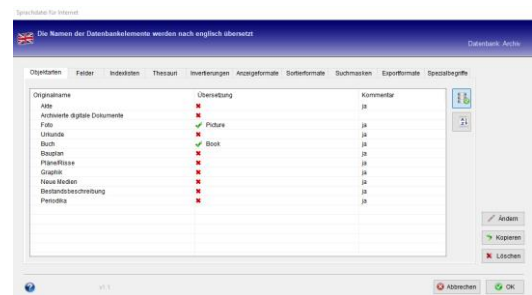 Sprachdatei für Internet
Die Namen der Datenbankelemente werden nach englisch übersetzt
Datenbank: Archiv
Objektarten Felder Indexlisten Thesauri Invertierungen Anzeigeformate Sortierformate Suchmasken Exportformate Spezialbegriffe
Originalname Übersetzung Kommentar
Akte ja
Archivierte digitale Dokumente
Foto Picture ja
Urkunde ja
Buch Book ja
Bauplan ja
Pläne/Risse ja
Graphik ja
Neue Medien ja
Bestandsbeschreibung ja
Periodika ja
Ändern
Kopieren
Löschen
Abbrechen OK